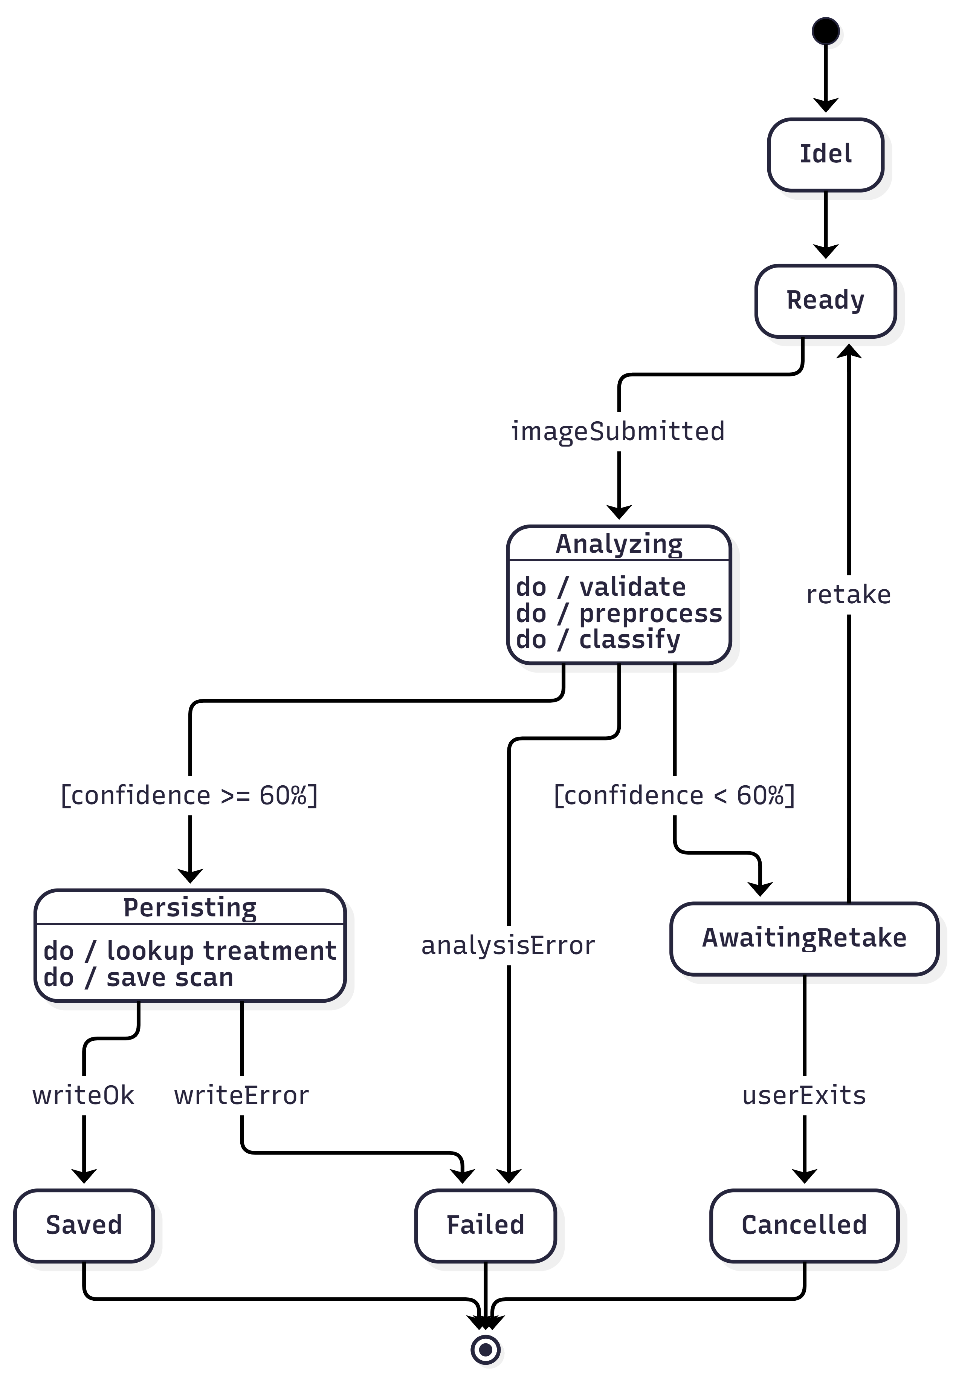 Idel
Ready
imageSubmitted
Analyzing
do / validate
do / preprocess
do / classify
retake
[confidence >= 60%]
[confidence < 60%]
Persisting
do / lookup treatment
do / save scan
analysisError
AwaitingRetake
writeOk
writeError
userExits
Saved
Failed
Cancelled